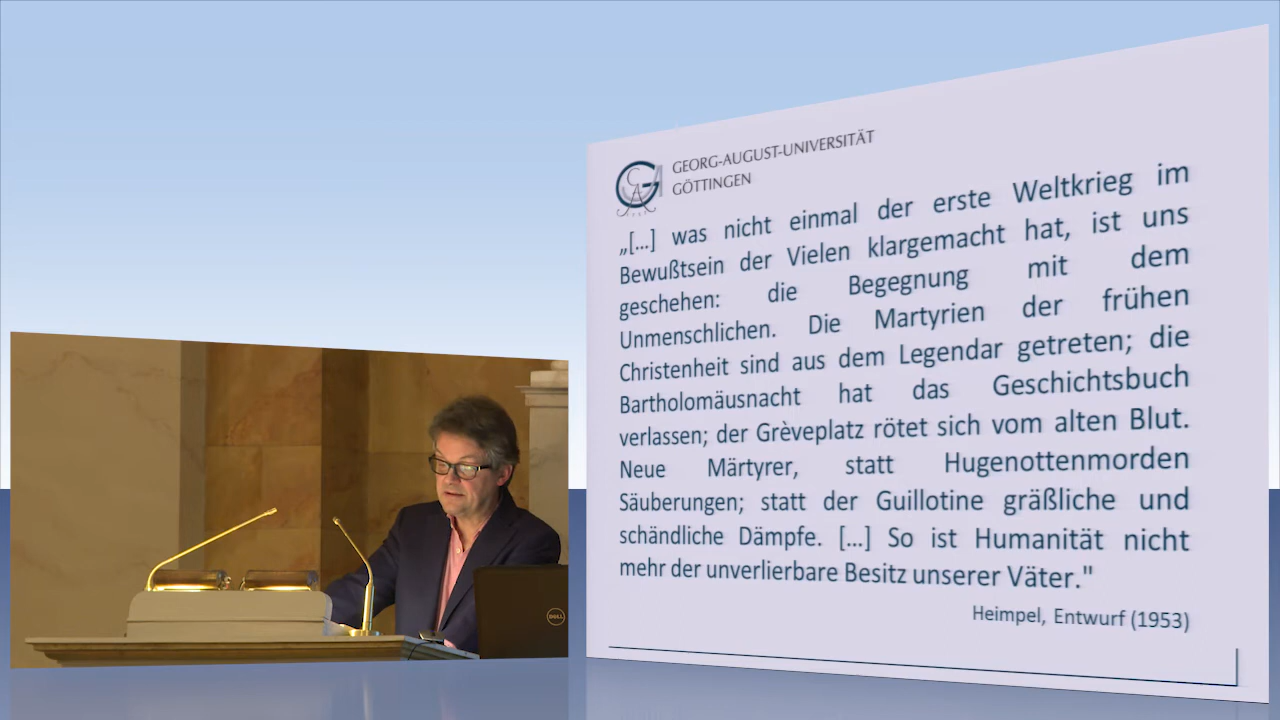 GEORG-AUGUST-UNIVERSITÄT
GÖTTINGEN
„[...] was nicht einmal der erste Weltkrieg im
Bewußtsein der Vielen klargemacht hat, ist uns
geschehen: die Begegnung mit dem
Unmenschlichen. Die Martyrien der frühen
Christenheit sind aus dem Legendar getreten; die
Bartholomäusnacht hat das Geschichtsbuch
verlassen; der Grèveplatz rötet sich vom alten Blut.
Neue Märtyrer, statt Hugenottenmorden
Säuberungen; statt der Guillotine gräßliche und
schändliche Dämpfe. [...] So ist Humanität nicht
mehr der unverlierbare Besitz unserer Väter."
Heimpel, Entwurf (1953)
DELL